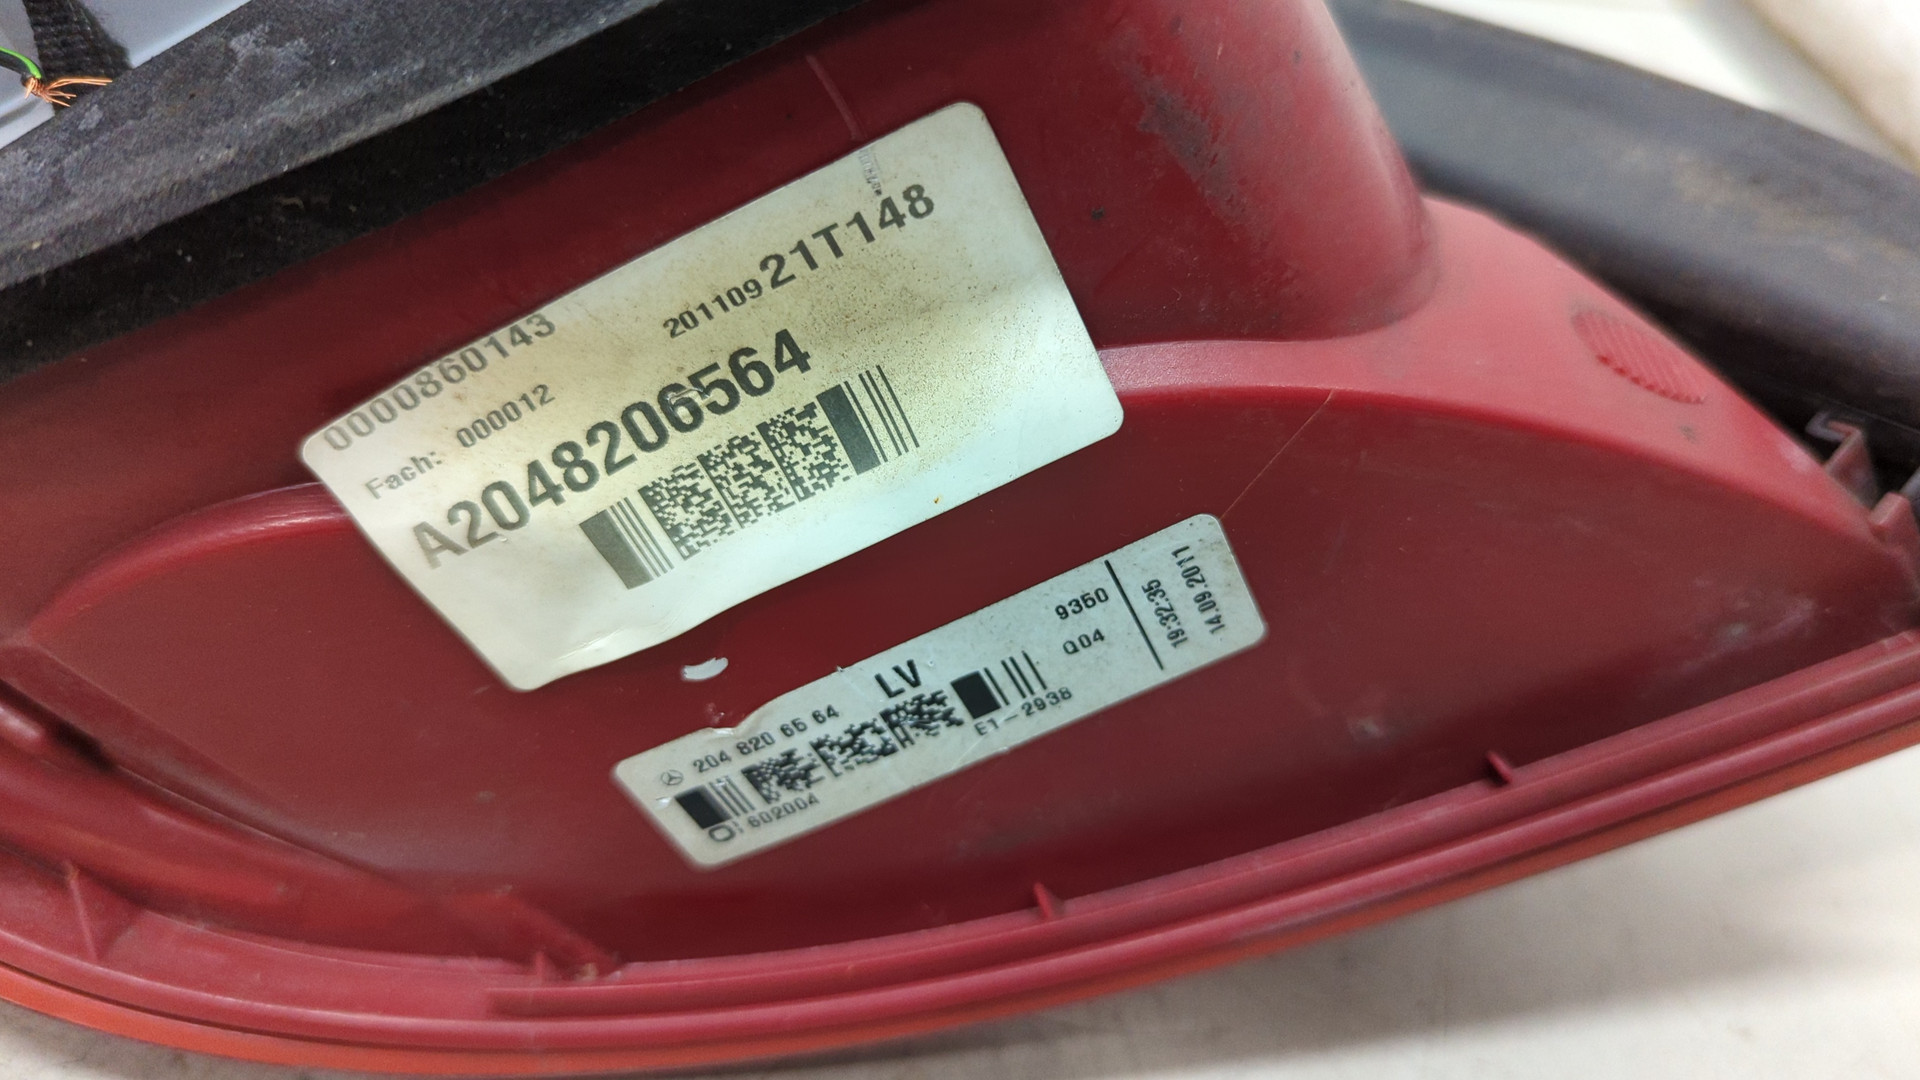 0000860143
201109 21T148
Fach: 000012
A2048206564
204 820 65 64
LV
9350
Q04
602004
E1-2938
19:32:35
14.09.2011